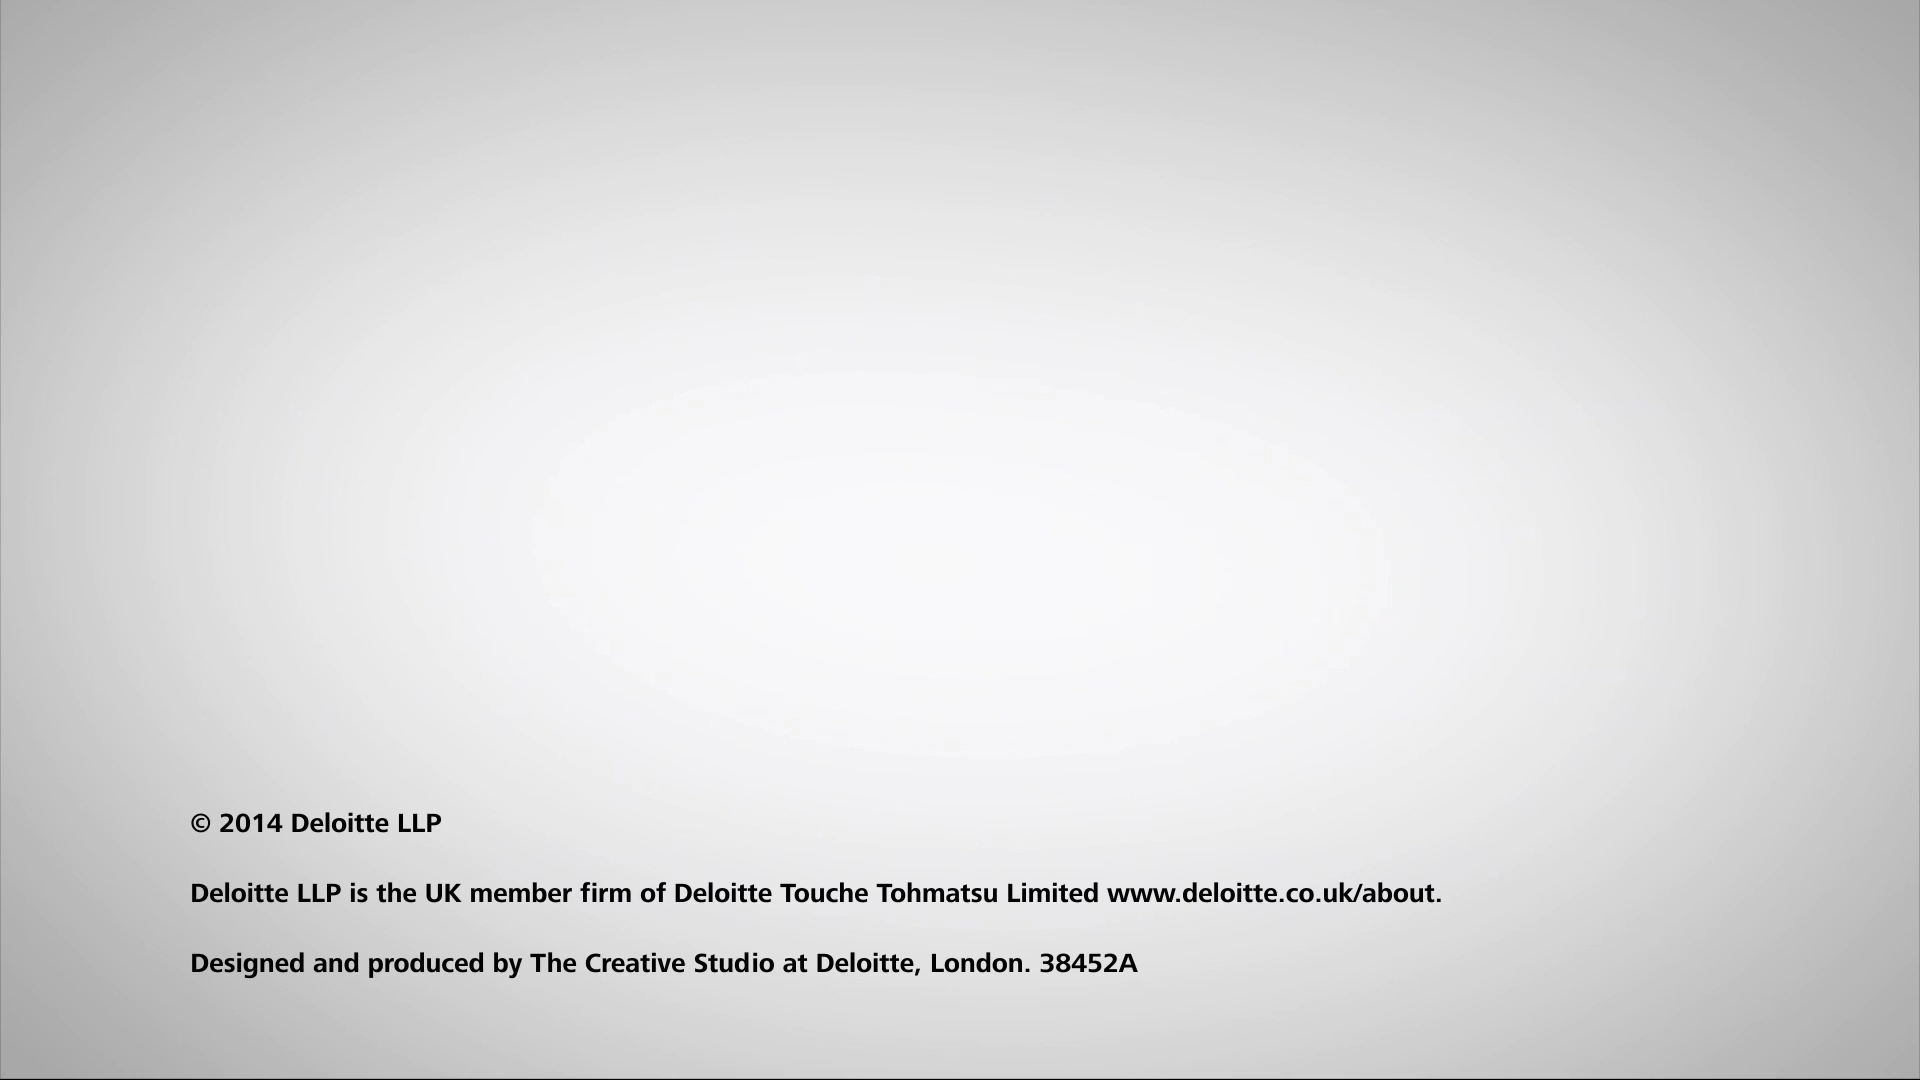 © 2014 Deloitte LLP
Deloitte LLP is the UK member firm of Deloitte Touche Tohmatsu Limited www.deloitte.co.uk/about.
Designed and produced by The Creative Studio at Deloitte, London. 38452A